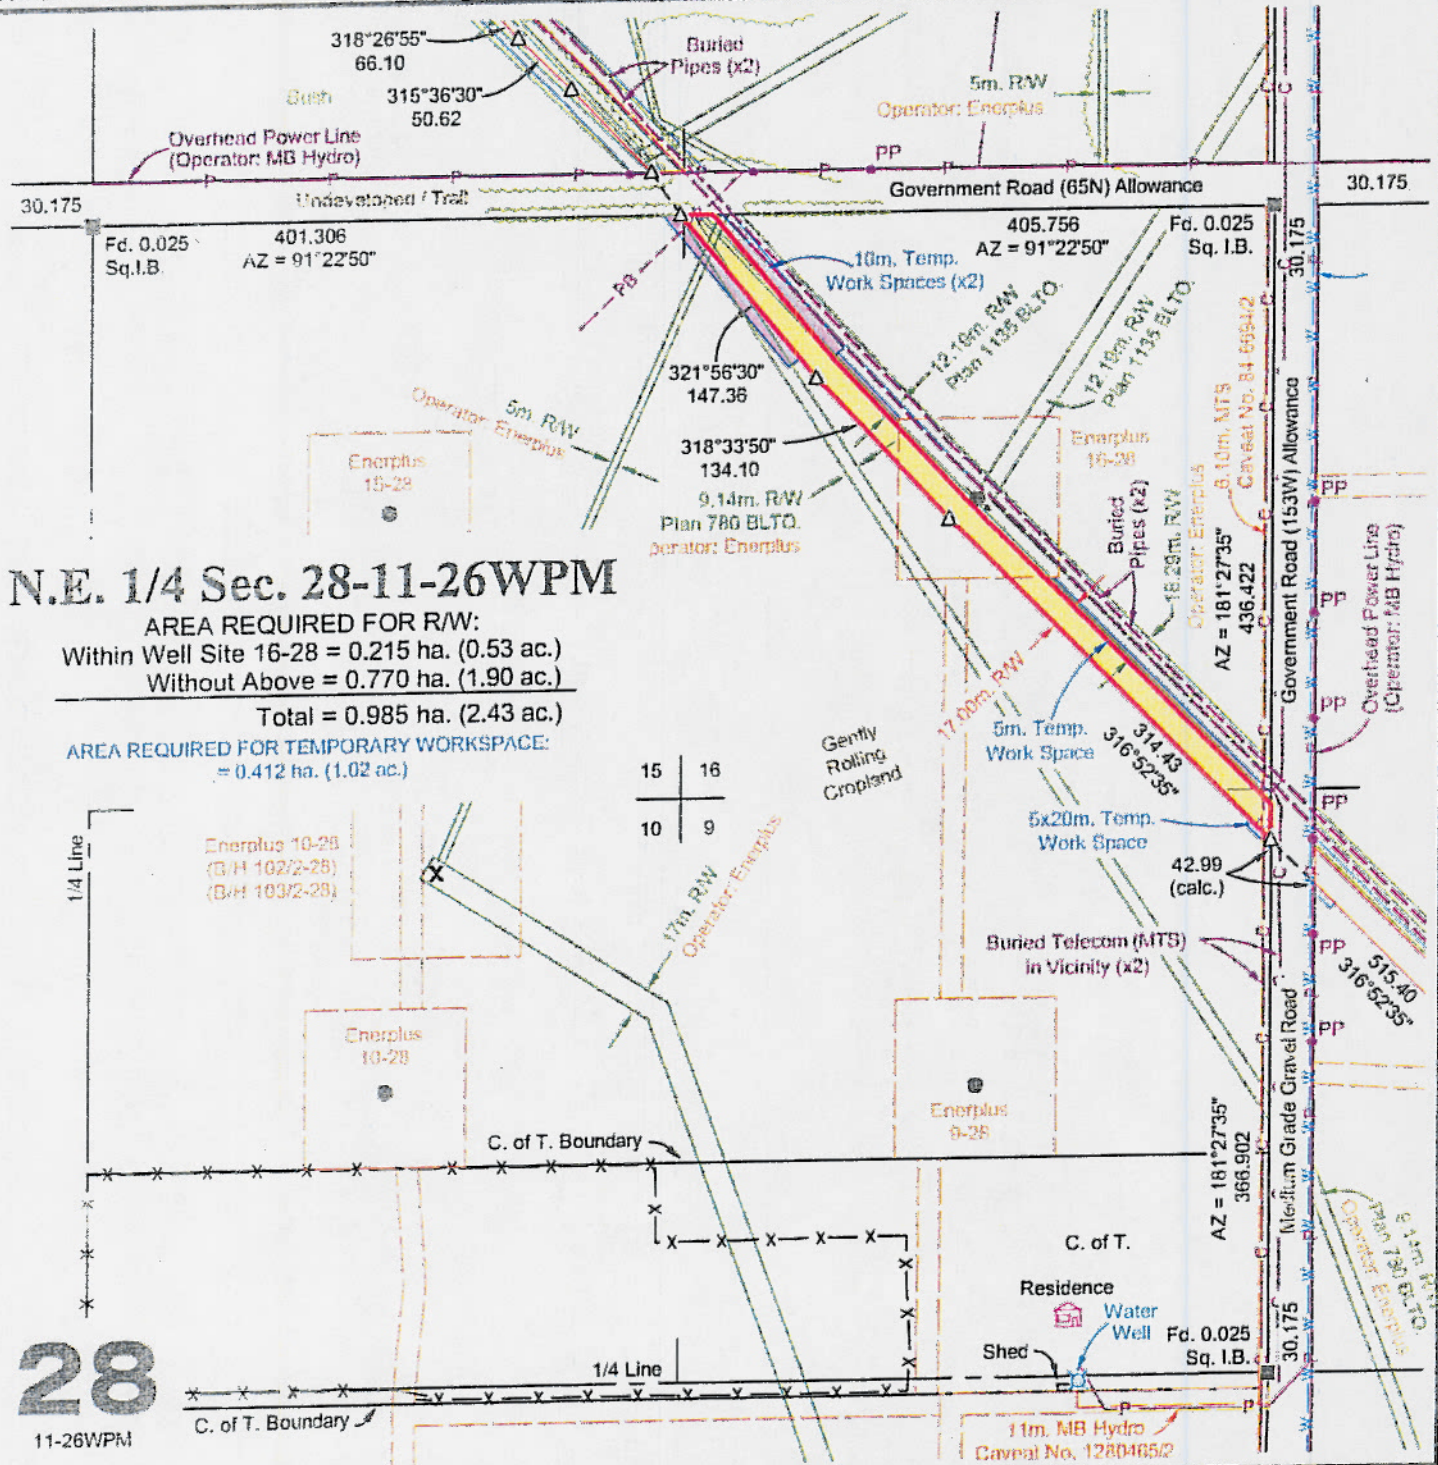 318°26'55"
66.10
Buried
Pipes (x2)
Bush
315°36'30"
50.62
5m. R/W
Operator: Enerplus
Overhead Power Line
(Operator: MB Hydro)
PP
P
P
P
P
P
P
P
P
30.175
Undeveloped / Trail
Government Road (65N) Allowance
30.175
Fd. 0.025
Sq.I.B.
401.306
AZ = 91°22'50"
405.756
AZ = 91°22'50"
Fd. 0.025
Sq. I.B.
30.175
PB
10m. Temp.
Work Spaces (x2)
12.19m. R/W
Plan 1135 BLTO.
12.19m. R/W
Plan 1135 BLTO.
321°56'30"
147.36
5m. R/W
Operator: Enerplus
318°33'50"
134.10
9.14m. R/W
Plan 780 BLTO.
perator: Enerplus
Enerplus
15-28
Enerplus
16-28
Buried
Pipes (x2)
18.29m. R/W
Operator: Enerplus
6.10m. MTS
AZ = 181°27'35"
436.422
Government Road (153W) Allowance
PP
PP
PP
PP
PP
PP
Overhead Power Line
(Operator: MB Hydro)
N.E. 1/4 Sec. 28-11-26WPM
AREA REQUIRED FOR R/W:
Within Well Site 16-28 = 0.215 ha. (0.53 ac.)
Without Above = 0.770 ha. (1.90 ac.)
Total = 0.985 ha. (2.43 ac.)
AREA REQUIRED FOR TEMPORARY WORKSPACE:
= 0.412 ha. (1.02 ac.)
17.00m. R/W
5m. Temp.
Work Space
314.43
316°52'35"
Gently
Rolling
Cropland
15 16
10 9
5x20m. Temp.
Work Space
42.99
(calc.)
1/4 Line
Enerplus 10-28
(B/H 102/2-28)
(B/H 103/2-28)
X
17m. R/W
Operator: Enerplus
Buried Telecom (MTS)
in Vicinity (x2)
515.40
316°52'35"
Enerplus
10-28
Enerplus
9-28
Medium Grade Gravel Road
C. of T. Boundary
AZ = 181°27'35"
366.902
9.14m. R/W
Plan 780 BLTO.
Operator: Enerplus
C. of T.
Residence
Water
Well
Shed
Fd. 0.025
Sq. I.B.
30.175
1/4 Line
28
11-26WPM
C. of T. Boundary
P
P
11m. MB Hydro
Caveat No. 1280465/2